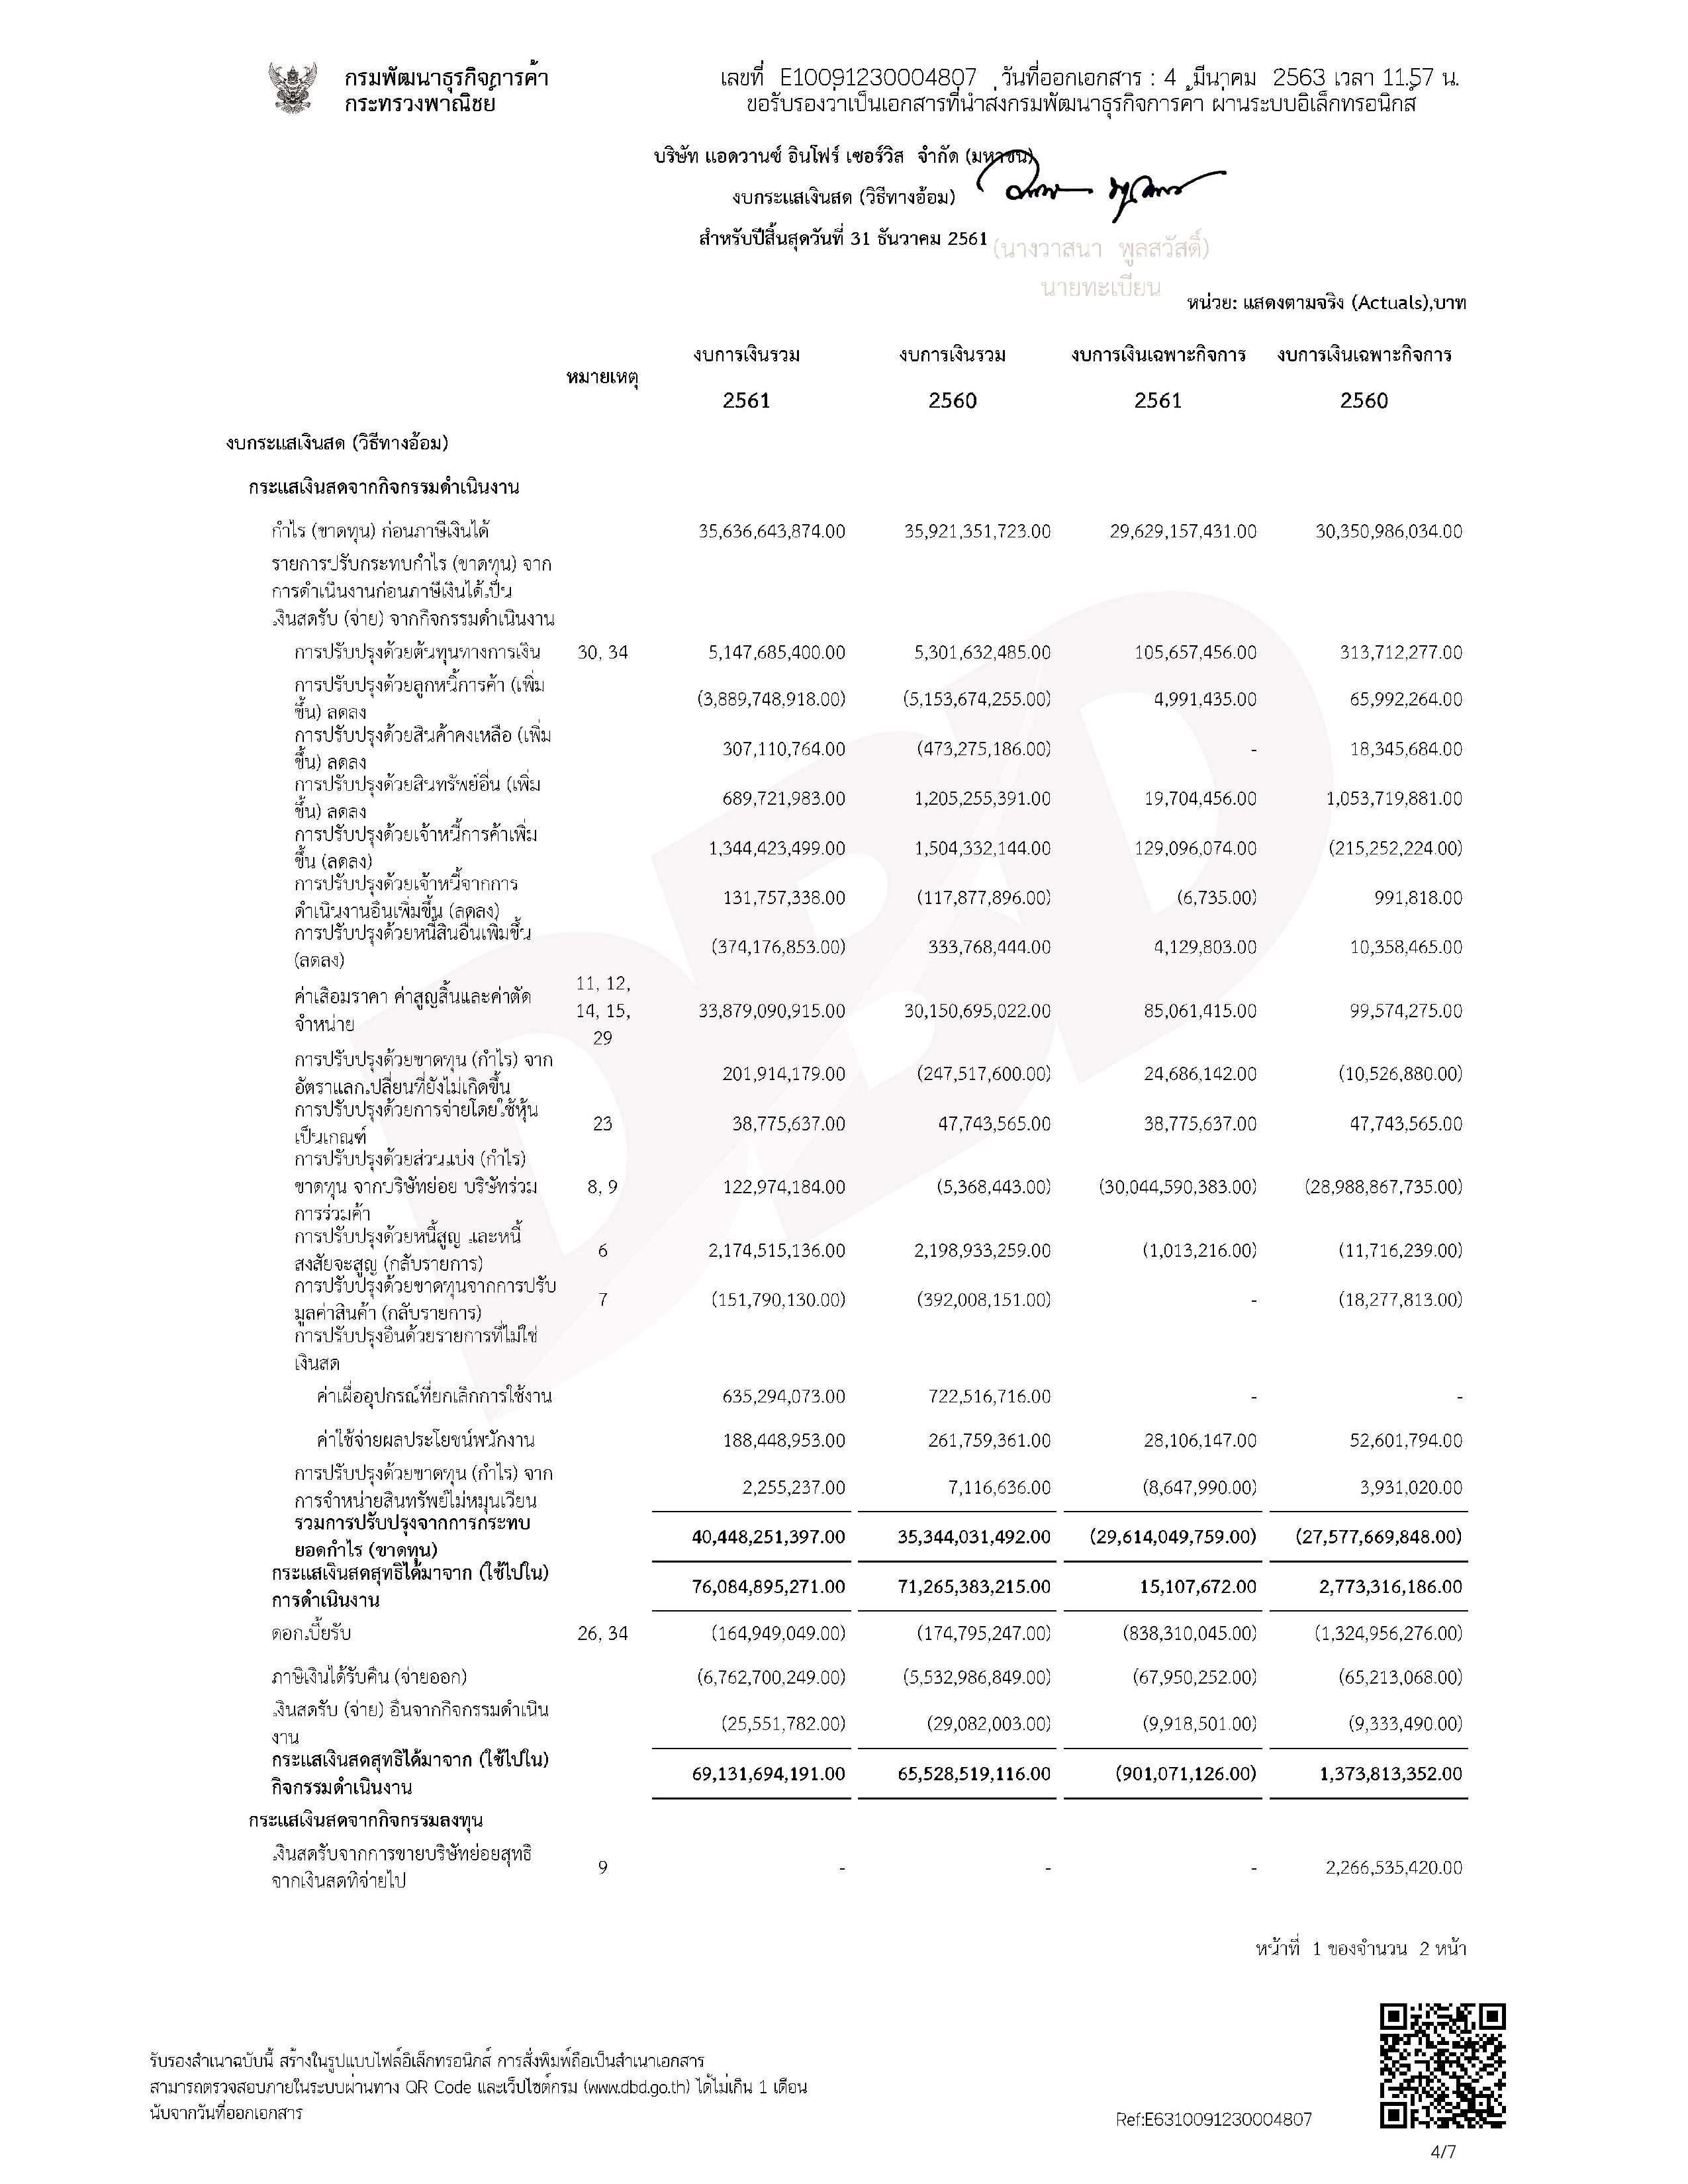 กรมพัฒนาธุรกิจการค้า
กระทรวงพาณิชย์
เลขที่ E10091230004807 วันที่ออกเอกสาร : 4 มีนาคม 2563 เวลา 11.57 น.
ขอรับรองว่าเป็นเอกสารที่นำส่งกรมพัฒนาธุรกิจการค้า ผ่านระบบอิเล็กทรอนิกส์
บริษัท แอดวานซ์ อินโฟร์ เซอร์วิส จำกัด (มหาชน)
งบกระแสเงินสด (วิธีทางอ้อม)
สำหรับปีสิ้นสุดวันที่ 31 ธันวาคม 2561
(นางวาสนา พูลสวัสดิ์)
นายทะเบียน
หน่วย: แสดงตามจริง (Actuals),บาท
หมายเหตุ งบการเงินรวม งบการเงินรวม งบการเงินเฉพาะกิจการ งบการเงินเฉพาะกิจการ
2561 2560 2561 2560
งบกระแสเงินสด (วิธีทางอ้อม)
กระแสเงินสดจากกิจกรรมดำเนินงาน
กำไร (ขาดทุน) ก่อนภาษีเงินได้ 35,636,643,874.00 35,921,351,723.00 29,629,157,431.00 30,350,986,034.00
รายการปรับกระทบกำไร (ขาดทุน) จาก
การดำเนินงานก่อนภาษีเงินได้เป็น
เงินสดรับ (จ่าย) จากกิจกรรมดำเนินงาน
การปรับปรุงด้วยต้นทุนทางการเงิน 30, 34 5,147,685,400.00 5,301,632,485.00 105,657,456.00 313,712,277.00
การปรับปรุงด้วยลูกหนี้การค้า (เพิ่ม
ขึ้น) ลดลง (3,889,748,918.00) (5,153,674,255.00) 4,991,435.00 65,992,264.00
การปรับปรุงด้วยสินค้าคงเหลือ (เพิ่ม
ขึ้น) ลดลง 307,110,764.00 (473,275,186.00) - 18,345,684.00
การปรับปรุงด้วยสินทรัพย์อื่น (เพิ่ม
ขึ้น) ลดลง 689,721,983.00 1,205,255,391.00 19,704,456.00 1,053,719,881.00
การปรับปรุงด้วยเจ้าหนี้การค้าเพิ่ม
ขึ้น (ลดลง) 1,344,423,499.00 1,504,332,144.00 129,096,074.00 (215,252,224.00)
การปรับปรุงด้วยเจ้าหนี้จากการ
ดำเนินงานอื่นเพิ่มขึ้น (ลดลง) 131,757,338.00 (117,877,896.00) (6,735.00) 991,818.00
การปรับปรุงด้วยหนี้สินอื่นเพิ่มขึ้น
(ลดลง) (374,176,853.00) 333,768,444.00 4,129,803.00 10,358,465.00
ค่าเสื่อมราคา ค่าสูญสิ้นและค่าตัด
จำหน่าย 11, 12, 14, 15, 29 33,879,090,915.00 30,150,695,022.00 85,061,415.00 99,574,275.00
การปรับปรุงด้วยขาดทุน (กำไร) จาก
อัตราแลกเปลี่ยนที่ยังไม่เกิดขึ้น 201,914,179.00 (247,517,600.00) 24,686,142.00 (10,526,880.00)
การปรับปรุงด้วยการจ่ายโดยใช้หุ้น
เป็นเกณฑ์ 23 38,775,637.00 47,743,565.00 38,775,637.00 47,743,565.00
การปรับปรุงด้วยส่วนแบ่ง (กำไร)
ขาดทุน จากบริษัทย่อย บริษัทร่วม 8, 9 122,974,184.00 (5,368,443.00) (30,044,590,383.00) (28,988,867,735.00)
การร่วมค้า
การปรับปรุงด้วยหนี้สูญ และหนี้
สงสัยจะสูญ (กลับรายการ) 6 2,174,515,136.00 2,198,933,259.00 (1,013,216.00) (11,716,239.00)
การปรับปรุงด้วยขาดทุนจากการปรับ
มูลค่าสินค้า (กลับรายการ) 7 (151,790,130.00) (392,008,151.00) - (18,277,813.00)
การปรับปรุงอื่นด้วยรายการที่ไม่ใช่
เงินสด
ค่าเผื่ออุปกรณ์ที่ยกเลิกการใช้งาน 635,294,073.00 722,516,716.00 - -
ค่าใช้จ่ายผลประโยชน์พนักงาน 188,448,953.00 261,759,361.00 28,106,147.00 52,601,794.00
การปรับปรุงด้วยขาดทุน (กำไร) จาก
การจำหน่ายสินทรัพย์ไม่หมุนเวียน 2,255,237.00 7,116,636.00 (8,647,990.00) 3,931,020.00
รวมการปรับปรุงจากการกระทบ
ยอดกำไร (ขาดทุน) 40,448,251,397.00 35,344,031,492.00 (29,614,049,759.00) (27,577,669,848.00)
กระแสเงินสดสุทธิได้มาจาก (ใช้ไปใน)
การดำเนินงาน 76,084,895,271.00 71,265,383,215.00 15,107,672.00 2,773,316,186.00
ดอกเบี้ยรับ 26, 34 (164,949,049.00) (174,795,247.00) (838,310,045.00) (1,324,956,276.00)
ภาษีเงินได้รับคืน (จ่ายออก) (6,762,700,249.00) (5,532,986,849.00) (67,950,252.00) (65,213,068.00)
เงินสดรับ (จ่าย) อื่นจากกิจกรรมดำเนิน
งาน (25,551,782.00) (29,082,003.00) (9,918,501.00) (9,333,490.00)
กระแสเงินสดสุทธิได้มาจาก (ใช้ไปใน)
กิจกรรมดำเนินงาน 69,131,694,191.00 65,528,519,116.00 (901,071,126.00) 1,373,813,352.00
กระแสเงินสดจากกิจกรรมลงทุน
เงินสดรับจากการขายบริษัทย่อยสุทธิ
จากเงินสดที่จ่ายไป 9 - - - 2,266,535,420.00
หน้าที่ 1 ของจำนวน 2 หน้า
รับรองสำเนาฉบับนี้ สร้างในรูปแบบไฟล์อิเล็กทรอนิกส์ การสั่งพิมพ์ถือเป็นสำเนาเอกสาร
สามารถตรวจสอบภายในระบบผ่านทาง QR Code และเว็ปไซต์กรม (www.dbd.go.th) ได้ไม่เกิน 1 เดือน
นับจากวันที่ออกเอกสาร
Ref:E6310091230004807
4/7
DBD